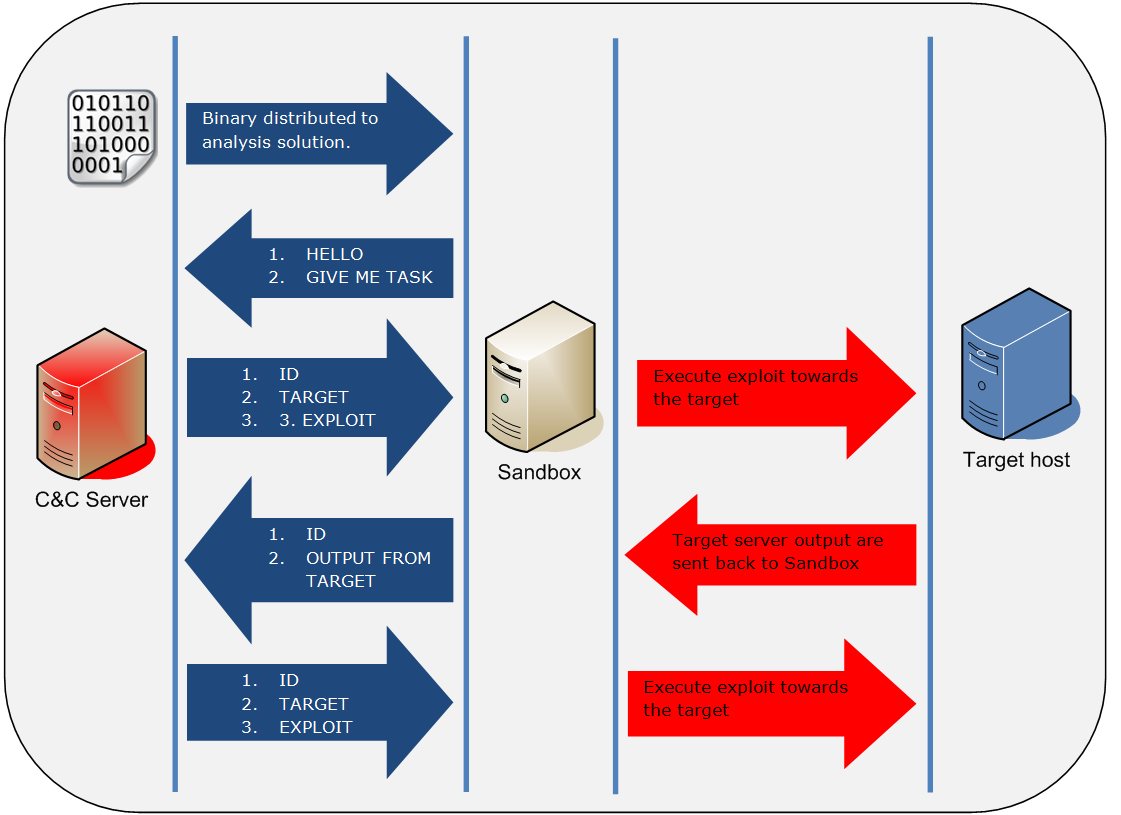 010110
110011
101000
0001
Binary distributed to
analysis solution.
1. HELLO
2. GIVE ME TASK
C&C Server
1. ID
2. TARGET
3. 3. EXPLOIT
Sandbox
Execute exploit towards
the target
Target host
1. ID
2. OUTPUT FROM
TARGET
Target server output are
sent back to Sandbox
1. ID
2. TARGET
3. EXPLOIT
Execute exploit towards
the target